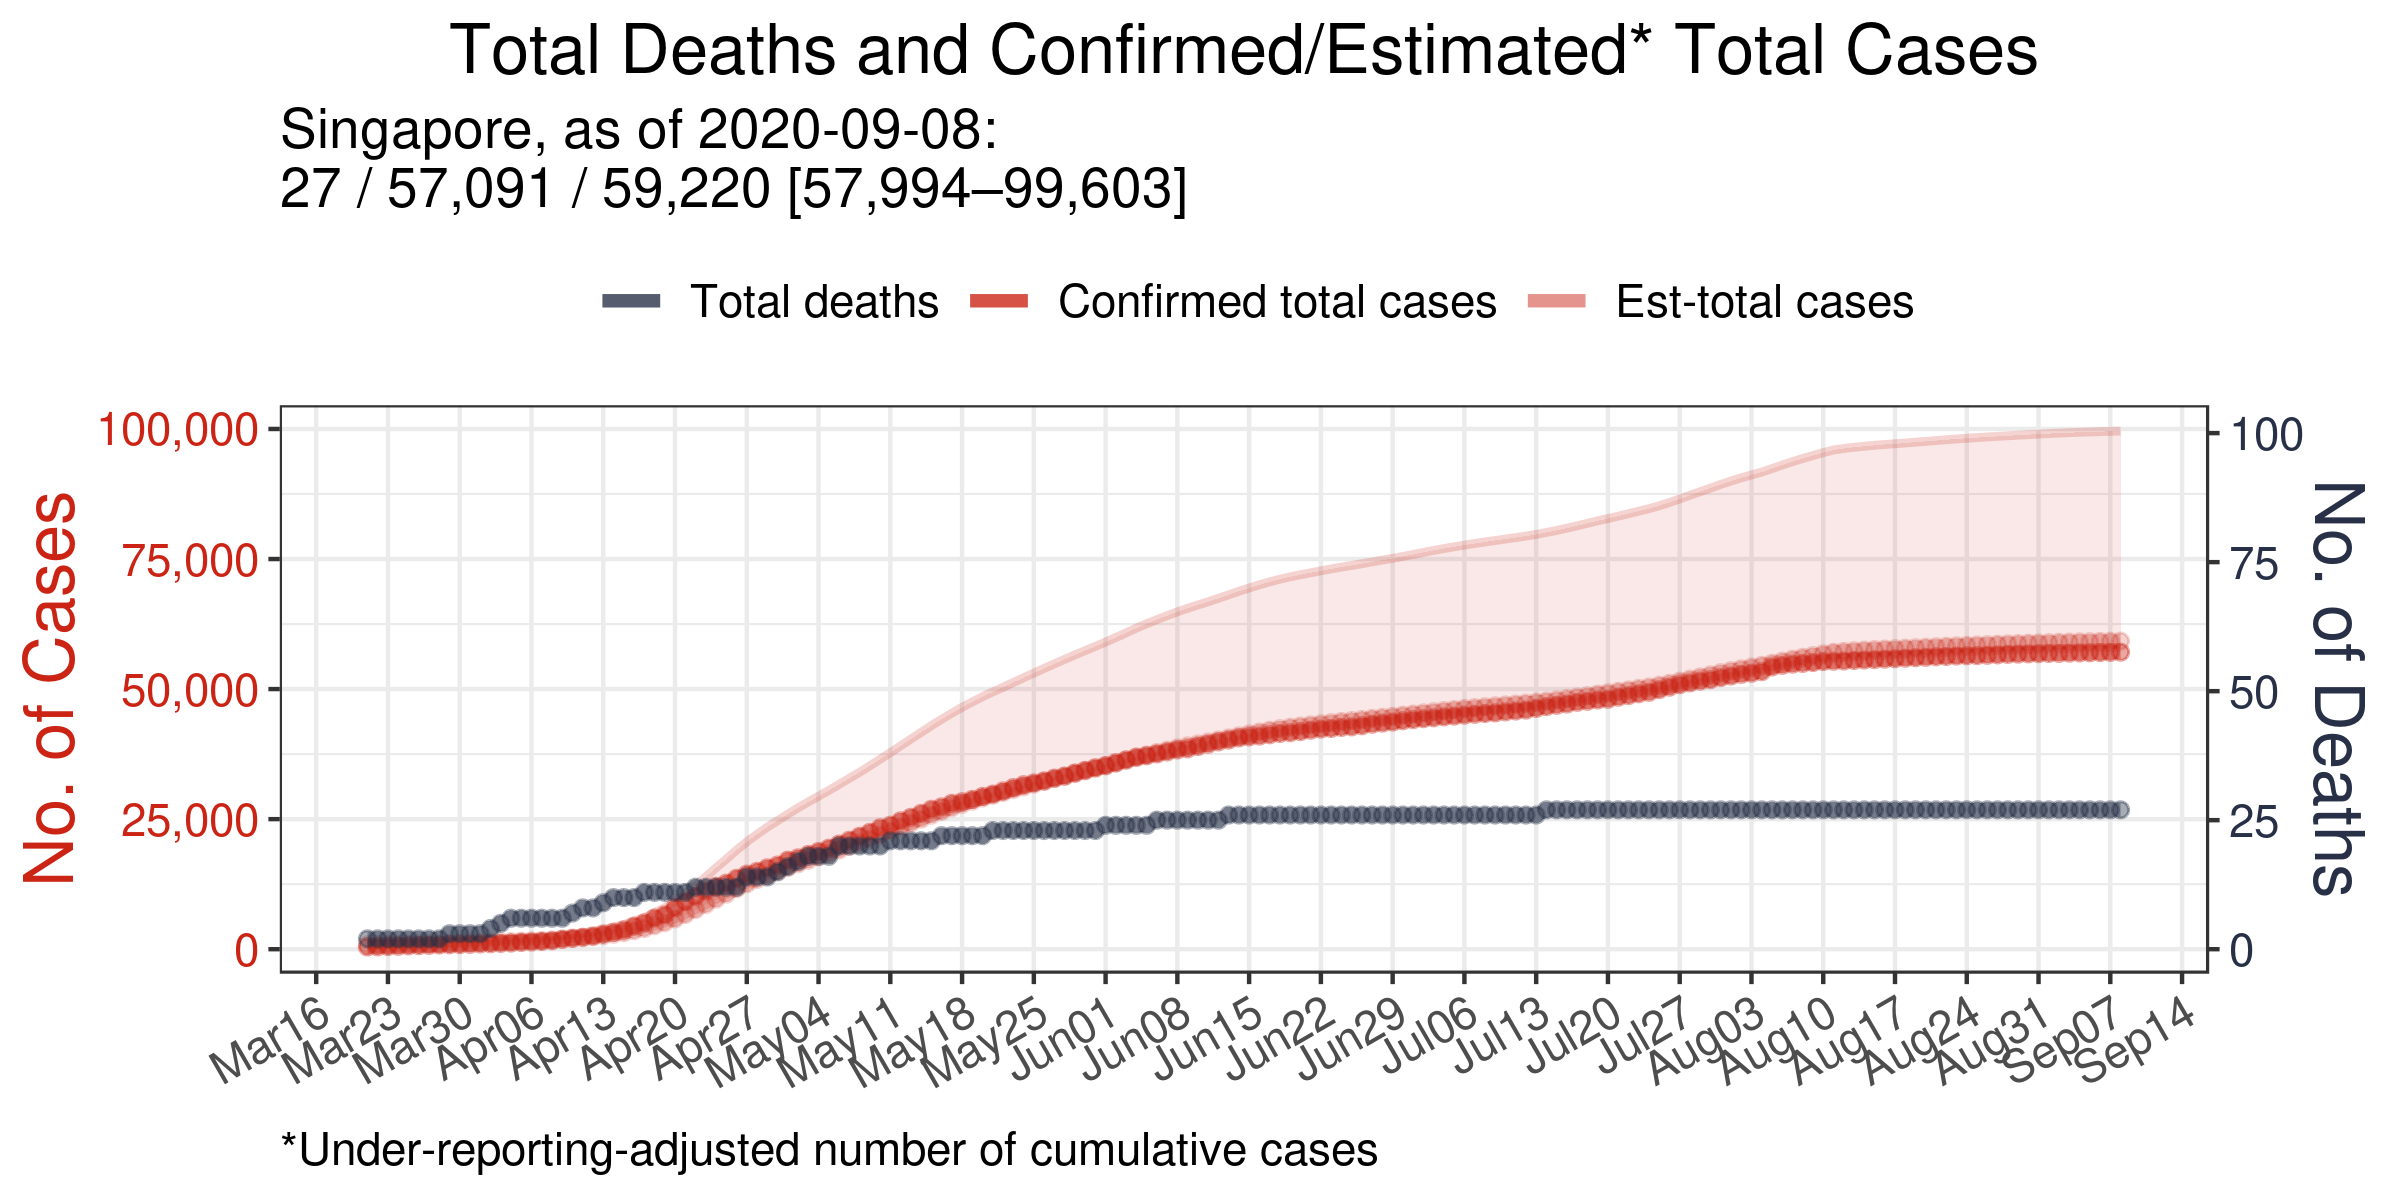 Total Deaths and Confirmed/Estimated* Total Cases
Singapore, as of 2020-09-08:
27 / 57,091 / 59,220 [57,994–99,603]
Total deaths
Confirmed total cases
Est-total cases
No. of Cases
100,000
75,000
50,000
25,000
0
100
75
50
25
0
No. of Deaths
Mar16
Mar23
Mar30
Apr06
Apr13
Apr20
Apr27
May04
May11
May18
May25
Jun01
Jun08
Jun15
Jun22
Jun29
Jul06
Jul13
Jul20
Jul27
Aug03
Aug10
Aug17
Aug24
Aug31
Sep07
Sep14
*Under-reporting-adjusted number of cumulative cases